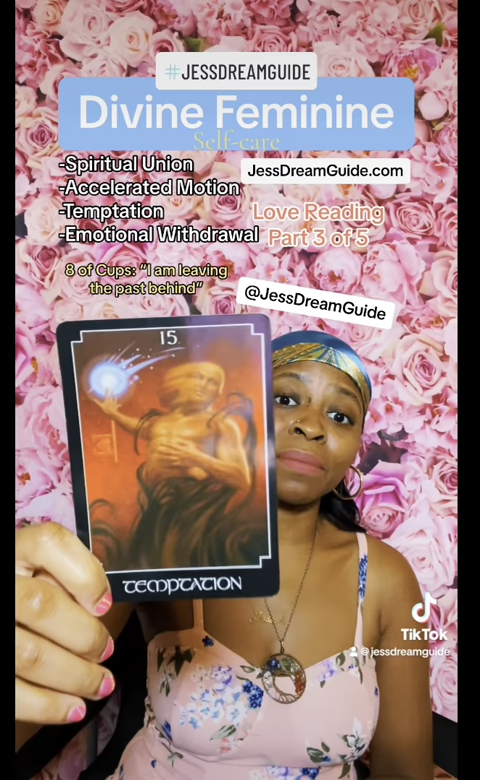 #JESSDREAMGUIDE
Divine Feminine
Self-care
-Spiritual Union
-Accelerated Motion
-Temptation
-Emotional Withdrawal
JessDreamGuide.com
Love Reading
Part 3 of 5
8 of Cups: “I am leaving
the past behind”
@JessDreamGuide
15
TEMPTATION
TikTok
@jessdreamguide